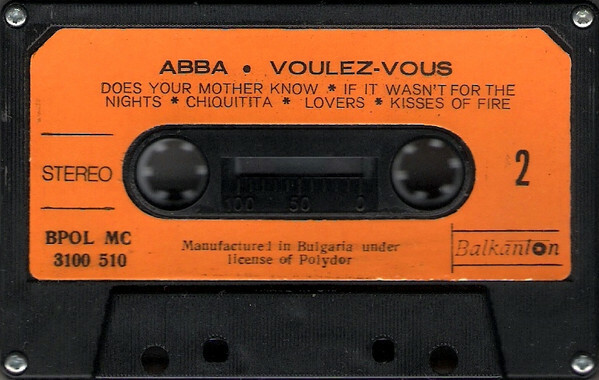 ABBA • VOULEZ-VOUS
DOES YOUR MOTHER KNOW * IF IT WASN'T FOR THE
NIGHTS * CHIQUITITA * LOVERS * KISSES OF FIRE
STEREO
2
100 50 0
BPOL MC
3100 510
Manufactured in Bulgaria under
license of Polydor
Balkanton